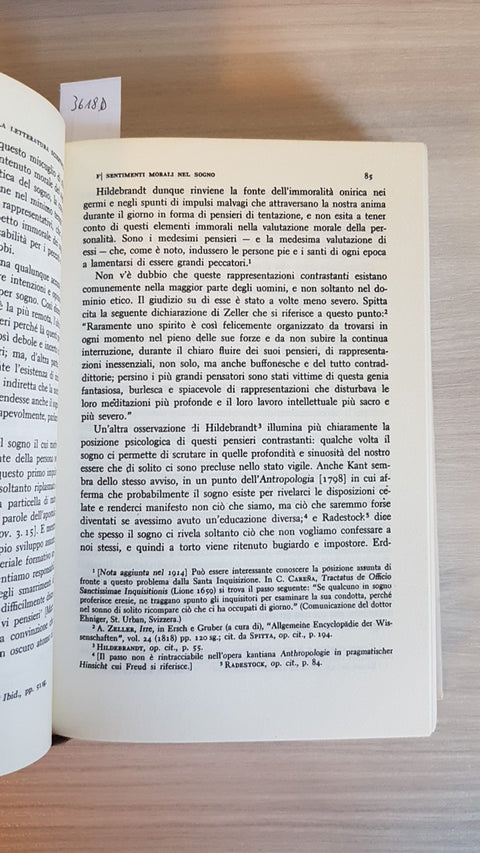 3618D
F] SENTIMENTI MORALI NEL SOGNO 85
Hildebrandt dunque rinviene la fonte dell'immoralità onirica nei
germi e negli spunti di impulsi malvagi che attraversano la nostra anima
durante il giorno in forma di pensieri di tentazione, e non esita a tener
conto di questi elementi immorali nella valutazione morale della per-
sonalità. Sono i medesimi pensieri — e la medesima valutazione di
essi — che, come è noto, indussero le persone pie e i santi di ogni epoca
a lamentarsi di essere grandi peccatori.¹
Non v'è dubbio che queste rappresentazioni contrastanti esistano
comunemente nella maggior parte degli uomini, e non soltanto nel do-
minio etico. Il giudizio su di esse è stato a volte meno severo. Spitta
cita la seguente dichiarazione di Zeller che si riferisce a questo punto:²
"Raramente uno spirito è così felicemente organizzato da trovarsi in
ogni momento nel pieno delle sue forze e da non subire la continua
interruzione, durante il chiaro fluire dei suoi pensieri, di rappresenta-
zioni inessenziali, non solo, ma anche buffonesche e del tutto contrad-
dittorie; persino i più grandi pensatori sono stati vittime di questa genia
fantasiosa, burlesca e spiacevole di rappresentazioni che disturbava le
loro meditazioni più profonde e il loro lavoro intellettuale più sacro e
più severo."
Un'altra osservazione di Hildebrandt³ illumina più chiaramente la
posizione psicologica di questi pensieri contrastanti: qualche volta il
sogno ci permette di scrutare in quelle profondità e sinuosità del nostro
essere che di solito ci sono precluse nello stato vigile. Anche Kant sem-
bra dello stesso avviso, in un punto dell'Antropologia [1798] in cui af-
ferma che probabilmente il sogno esiste per rivelarci le disposizioni ce-
late e renderci manifesto non ciò che siamo, ma ciò che saremmo forse
diventati se avessimo avuto un'educazione diversa;⁴ e Radestock⁵ dice
che spesso il sogno ci rivela soltanto ciò che non vogliamo confessare a
noi stessi, e quindi a torto viene ritenuto bugiardo e impostore. Erd-
¹ [Nota aggiunta nel 1914] Può essere interessante conoscere la posizione assunta di
fronte a questo problema dalla Santa Inquisizione. In C. CAREÑA, Tractatus de Officio
Sanctissimae Inquisitionis (Lione 1659) si trova il passo seguente: "Se qualcuno in sogno
proferisce eresie, ne traggano spunto gli inquisitori per esaminare la sua condotta, perché
nel sonno di solito ricompare ciò che ci ha occupati di giorno." (Comunicazione del dottor
Ehniger, St. Urban, Svizzera.)
² A. ZELLER, Irre, in Ersch e Gruber (a cura di), "Allgemeine Encyclopädie der Wis-
senschaften", vol. 24 (1818) pp. 120 sg.; cit. da SPITTA, op. cit., p. 194.
³ HILDEBRANDT, op. cit., p. 55.
⁴ [Il passo non è rintracciabile nell'opera kantiana Anthropologie in pragmatischer
Hinsicht cui Freud si riferisce.] ⁵ RADESTOCK, op. cit., p. 84.